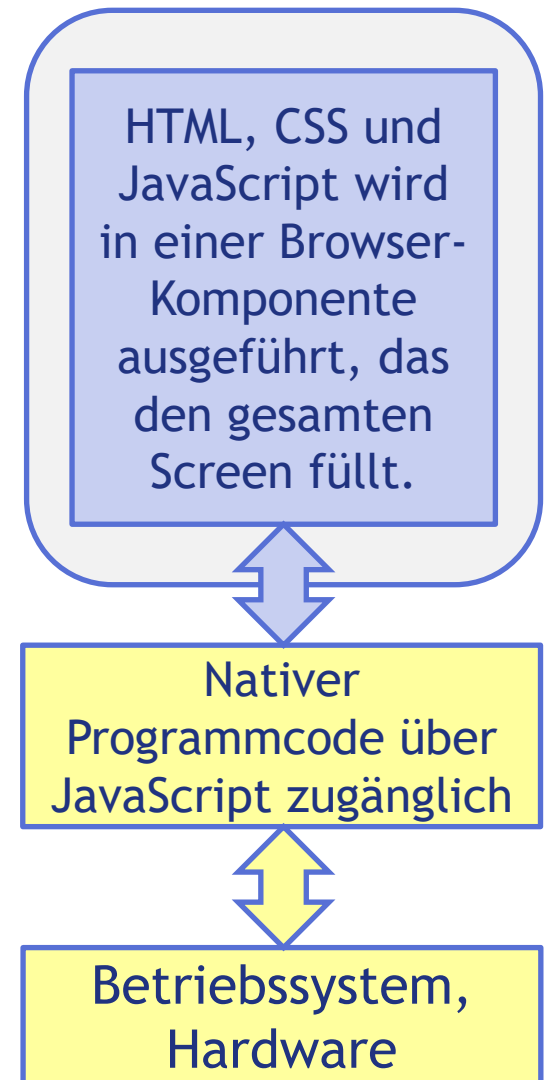 HTML, CSS und
JavaScript wird
in einer Browser-
Komponente
ausgeführt, das
den gesamten
Screen füllt.
Nativer
Programmcode über
JavaScript zugänglich
Betriebssystem,
Hardware